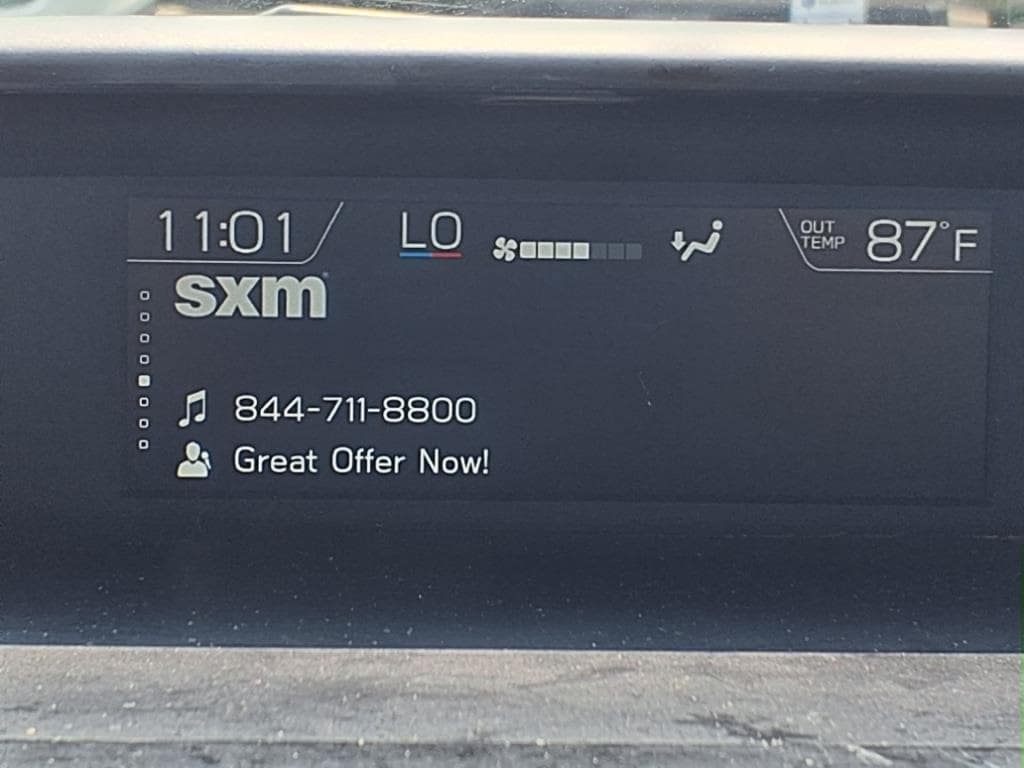 11:01
LO
OUT
TEMP
87°F
sxm
844-711-8800
Great Offer Now!